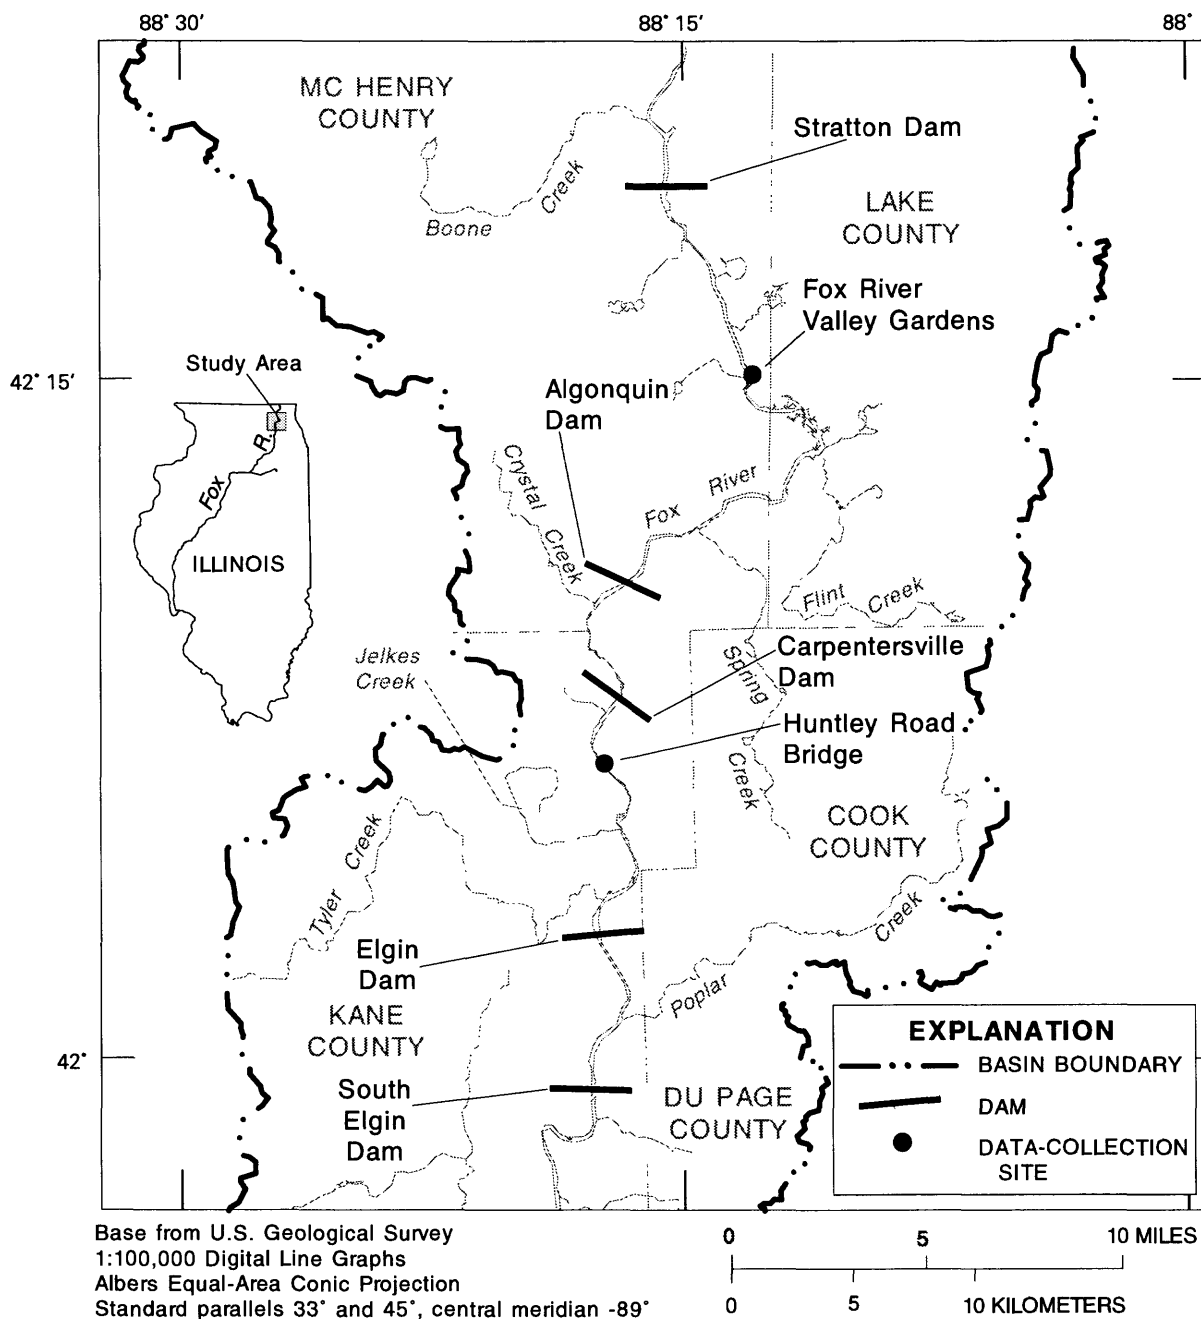 88° 30′
88° 15′
88°
MC HENRY
COUNTY
Stratton Dam
Creek
Boone
LAKE
COUNTY
Fox River
Valley Gardens
42° 15′
Study Area
Algonquin
Dam
R.
Fox
ILLINOIS
Crystal
Creek
Fox
River
Flint
Creek
Jelkes
Creek
Spring
Creek
Carpentersville
Dam
Huntley Road
Bridge
COOK
COUNTY
Tyler
Creek
Creek
Poplar
Elgin
Dam
KANE
COUNTY
42°
South
Elgin
Dam
DU PAGE
COUNTY
EXPLANATION
BASIN BOUNDARY
DAM
DATA-COLLECTION
SITE
Base from U.S. Geological Survey
1:100,000 Digital Line Graphs
Albers Equal-Area Conic Projection
Standard parallels 33° and 45°, central meridian -89°
0 5 10 MILES
0 5 10 KILOMETERS